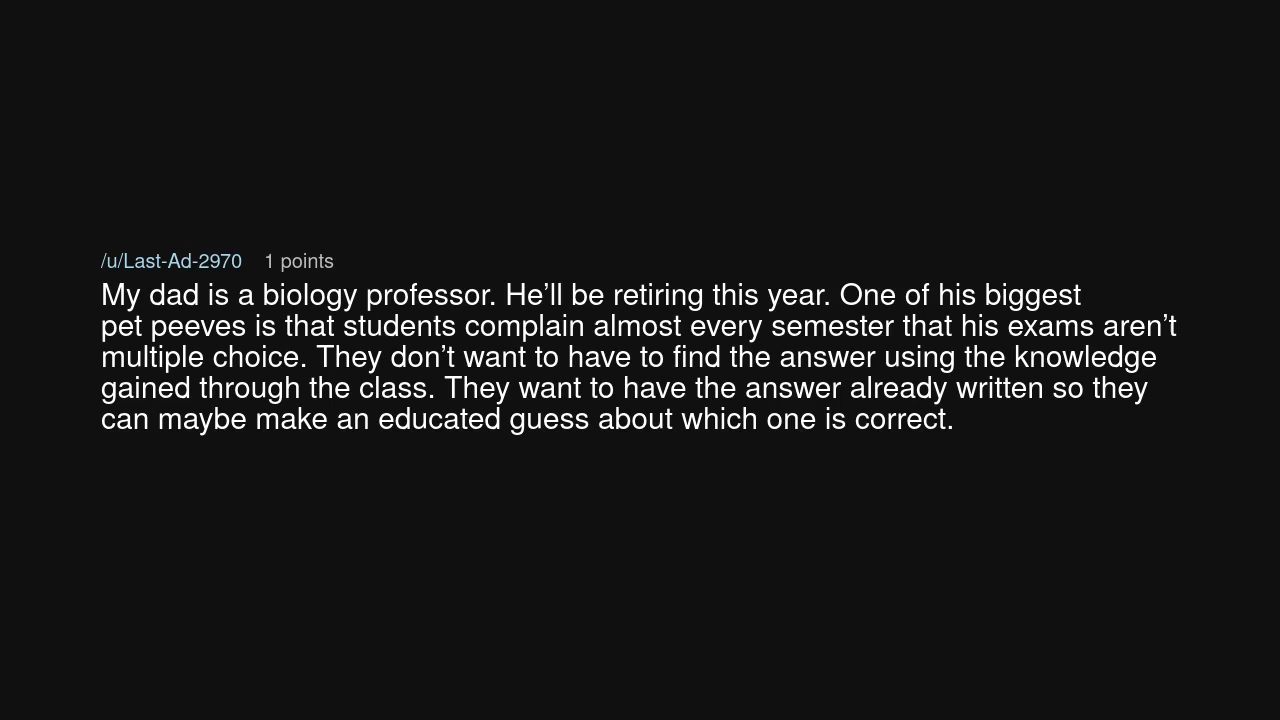 /u/Last-Ad-2970 1 points
My dad is a biology professor. He’ll be retiring this year. One of his biggest
pet peeves is that students complain almost every semester that his exams aren’t
multiple choice. They don’t want to have to find the answer using the knowledge
gained through the class. They want to have the answer already written so they
can maybe make an educated guess about which one is correct.